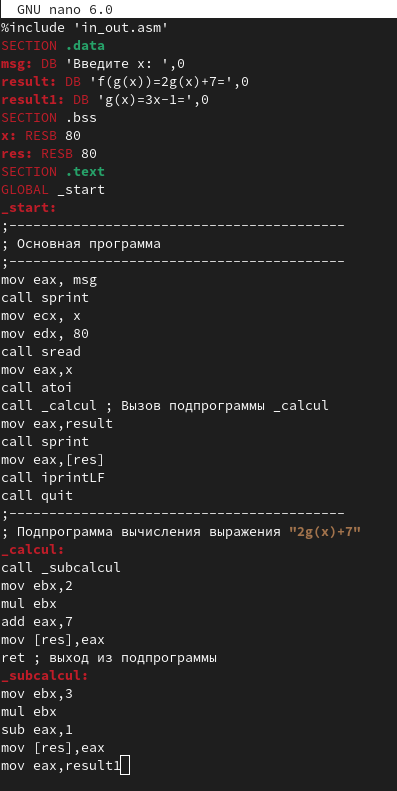 GNU nano 6.0
%include 'in_out.asm'
SECTION .data
msg: DB 'Введите x: ',0
result: DB 'f(g(x))=2g(x)+7=',0
result1: DB 'g(x)=3x-1=',0
SECTION .bss
x: RESB 80
res: RESB 80
SECTION .text
GLOBAL _start
_start:
;------------------------------------------
; Основная программа
;------------------------------------------
mov eax, msg
call sprint
mov ecx, x
mov edx, 80
call sread
mov eax,x
call atoi
call _calcul ; Вызов подпрограммы _calcul
mov eax,result
call sprint
mov eax,[res]
call iprintLF
call quit
;------------------------------------------
; Подпрограмма вычисления выражения "2g(x)+7"
_calcul:
call _subcalcul
mov ebx,2
mul ebx
add eax,7
mov [res],eax
ret ; выход из подпрограммы
_subcalcul:
mov ebx,3
mul ebx
sub eax,1
mov [res],eax
mov eax,result1